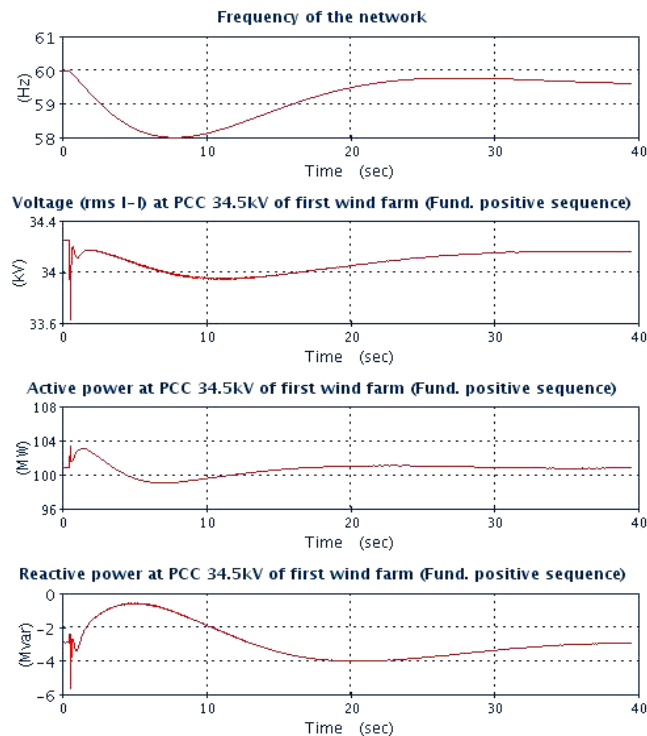 Frequency of the network
61
60
59
58
(Hz)
0 10 20 30 40
Time (sec)
Voltage (rms l-l) at PCC 34.5kV of first wind farm (Fund. positive sequence)
34.4
34
33.6
(kV)
0 10 20 30 40
Time (sec)
Active power at PCC 34.5kV of first wind farm (Fund. positive sequence)
108
104
100
96
(MW)
0 10 20 30 40
Time (sec)
Reactive power at PCC 34.5kV of first wind farm (Fund. positive sequence)
0
-2
-4
-6
(Mvar)
0 10 20 30 40
Time (sec)